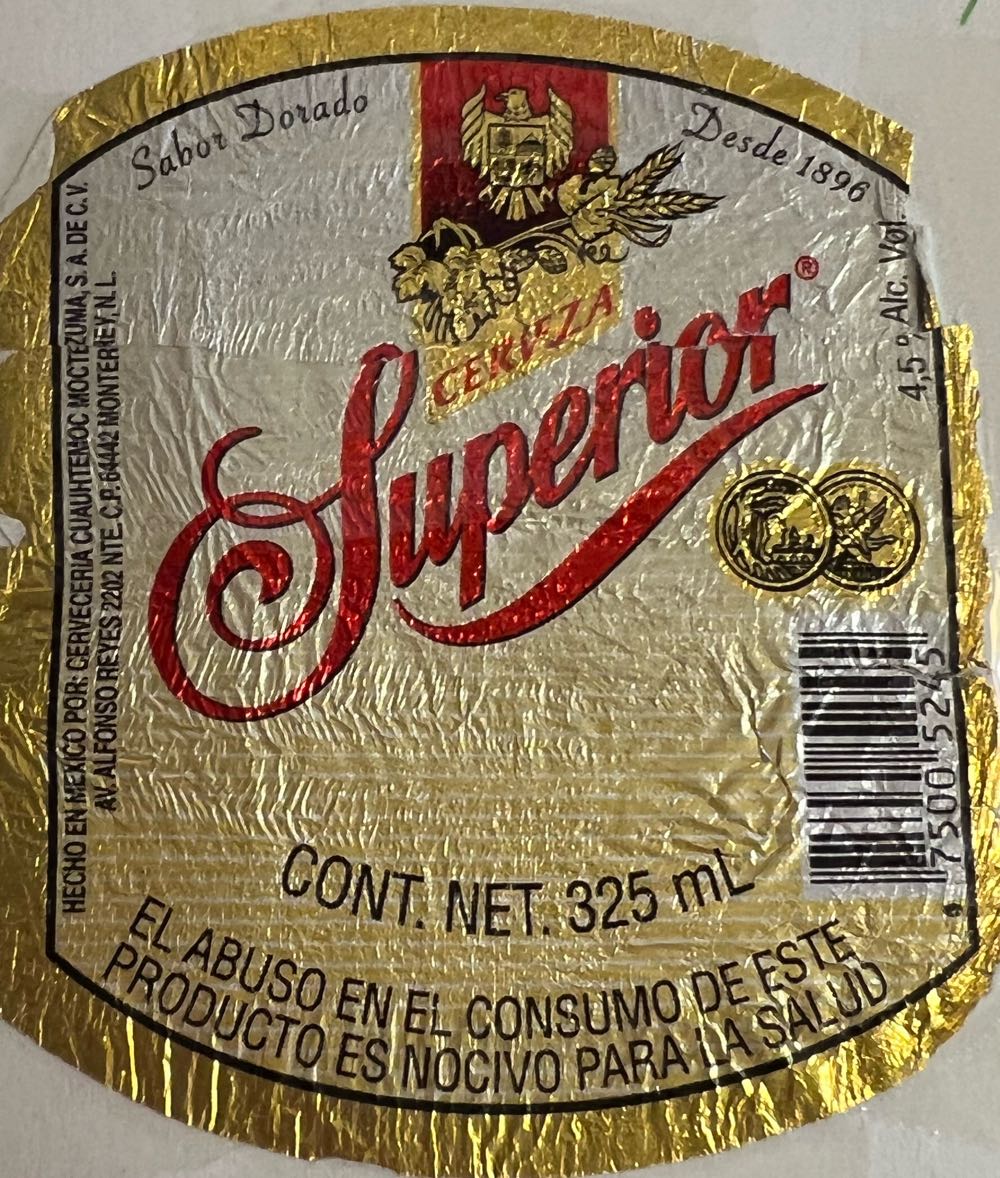 Sabor Dorado
Desde 1896
CERVEZA
Superior®
4,5° Alc. Vol.
HECHO EN MEXICO POR: CERVECERIA CUAUHTEMOC MOCTEZUMA, S. A. DE C. V.
AV. ALFONSO REYES 2202 NTE. C.P. 64442 MONTERREY, N. L.
7500 5245
CONT. NET. 325 mL
EL ABUSO EN EL CONSUMO DE ESTE
PRODUCTO ES NOCIVO PARA LA SALUD